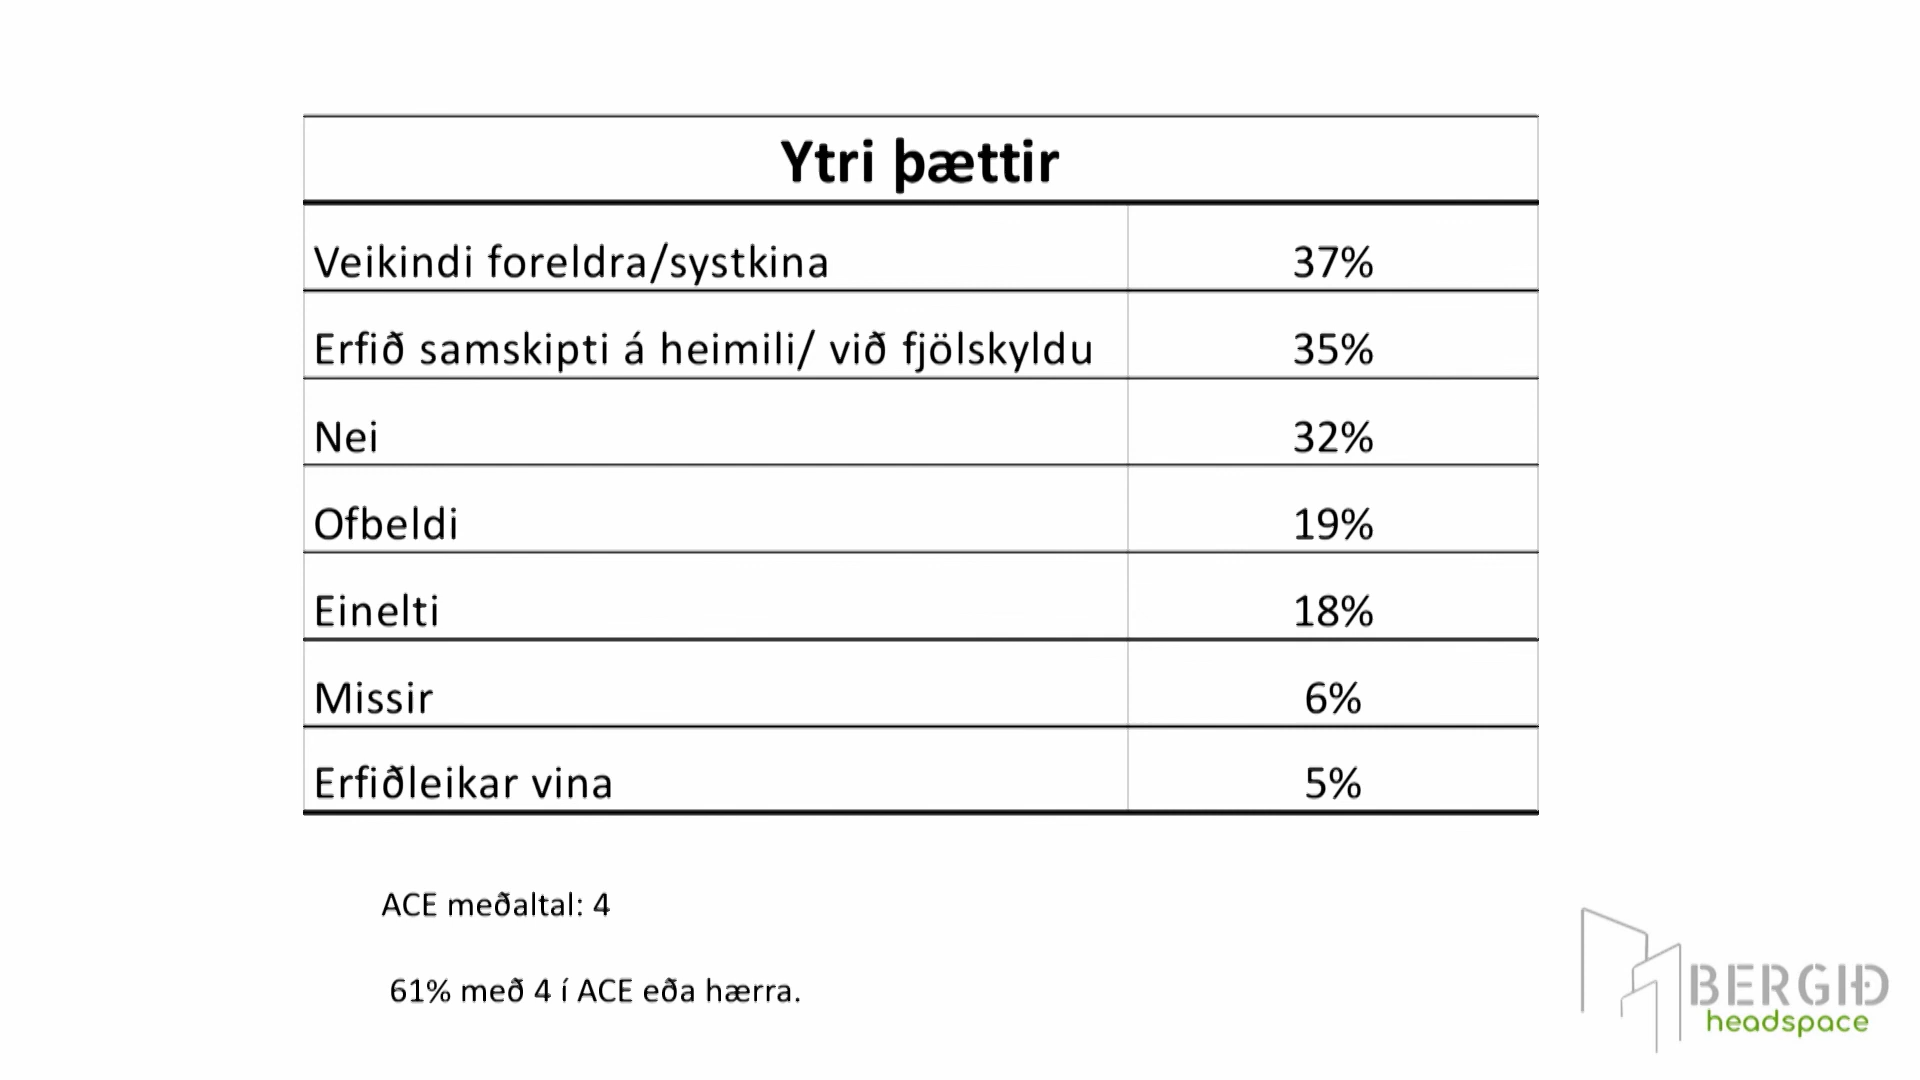 Ytri þættir
Veikindi foreldra/systkina 37%
Erfið samskipti á heimili/ við fjölskyldu 35%
Nei 32%
Ofbeldi 19%
Einelti 18%
Missir 6%
Erfiðleikar vina 5%
ACE meðaltal: 4
61% með 4 í ACE eða hærra.
BERGIÐ
headspace